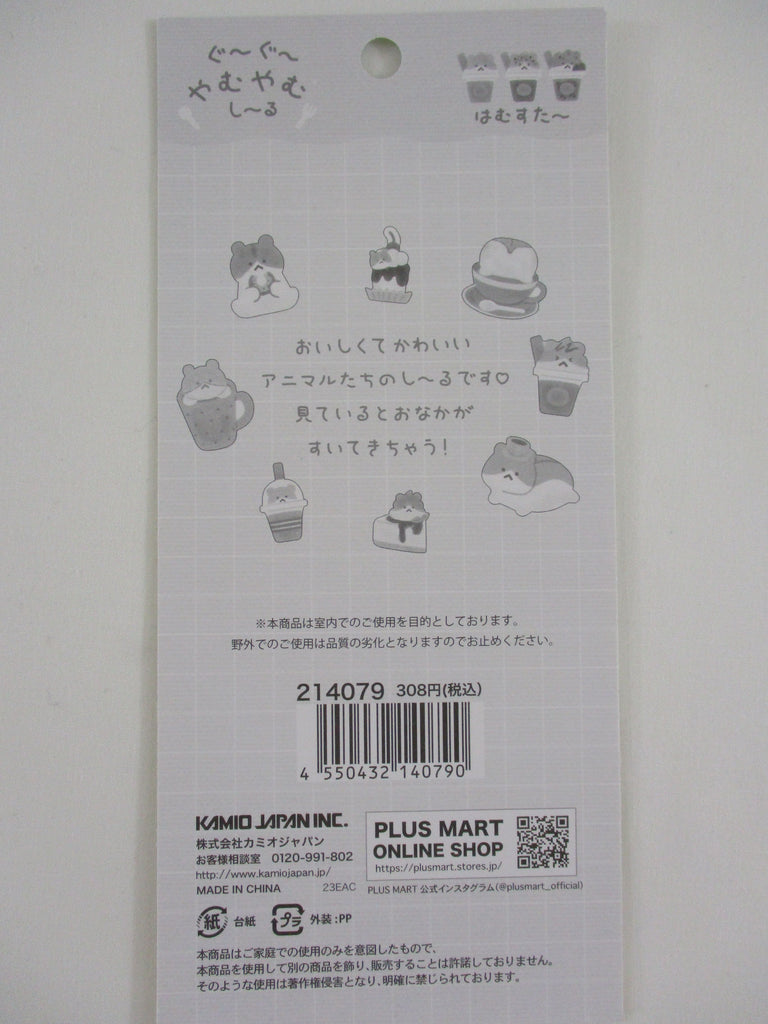 ぐ〜ぐ〜
やむやむ
し〜る
はむすた〜
おいしくてかわいい
アニマルたちのし〜るです♡
見ているとおなかが
すいてきちゃう！
※本商品は室内でのご使用を目的としております。
野外でのご使用は品質の劣化となりますのでお止めください。
214079 308円(税込)
4 550432 140790
KAMIO JAPAN INC.
株式会社カミオジャパン
お客様相談室 0120-991-802
http://www.kamiojapan.jp/
MADE IN CHINA 23EAC
PLUS MART
ONLINE SHOP
https://plusmart.stores.jp/
PLUS MART 公式インスタグラム(@plusmart_official)
紙 台紙 プラ 外装:PP
本商品はご家庭での使用のみを意図したもので、
本商品を使用して別の商品を飾り、販売することは許諾しておりません。
そのような使用は著作権侵害となり、明確に禁じられております。